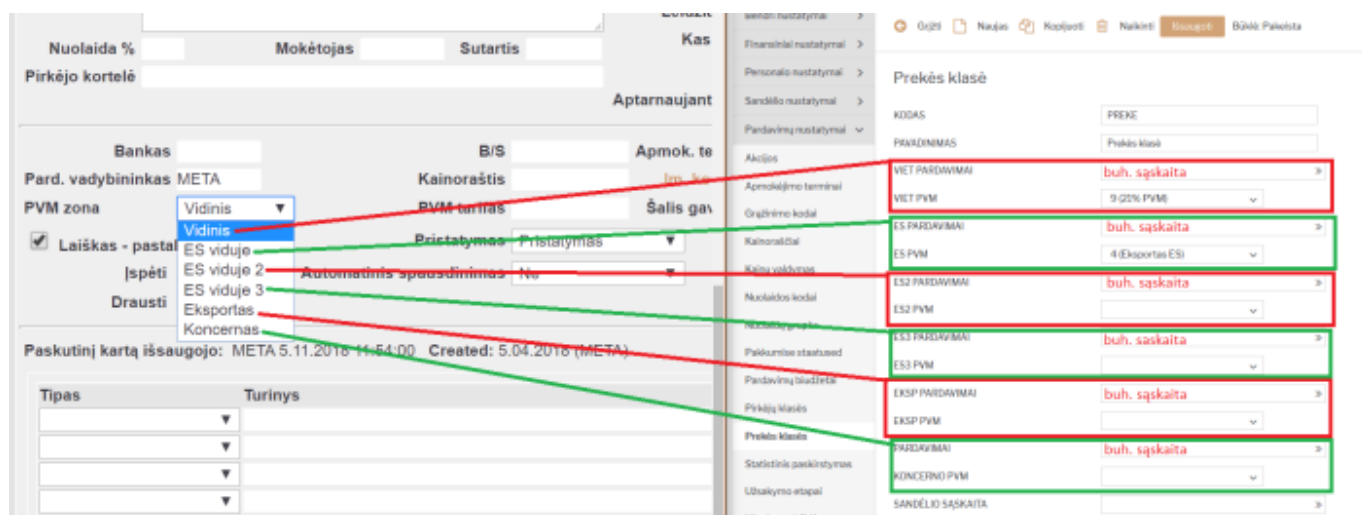 Nuolaida %
Mokėtojas
Sutartis
Kas
Pirkėjo kortelė
Aptarnaujant
Bankas
B/S
Apmok. te
Pard. vadybininkas META
Kainoraštis
PVM zona
Vidinis ▼
PVM tarifas
Šalis gav
Vidinis
ES viduje
ES viduje 2
ES viduje 3
Eksportas
Koncernas
Laiškas - pastal
Pristatymas
Pristatymas ▼
Įspėti
Automatinis spausdinimas
Drausti
Paskutinį kartą išsaugojo: META 5.11.2018 11:54:00 Created: 5.04.2018 (META)
Tipas
Turinys
Finansiniai nustatymai >
Personalo nustatymai >
Sandėlio nustatymai >
Pardavimų nustatymai
Akcijos
Apmokėjimo terminai
Grąžinimo kodai
Kainoraščiai
Kainų valdymas
Nuolaidos kodai
Pakkumise staatused
Pardavimų biudžetai
Pirkėjų klasės
Prekės klasės
Statistinis paskirstymas
Užsakymo etapai
Grįžti
Naujas
Kopijuoti
Naikinti
Išsaugoti
Būklė: Pakeista
Prekės klasė
KODAS
PREKE
PAVADINIMAS
Prekės klasė
VIET PARDAVIMAI
buh. sąskaita »
VIET PVM
9 (21% PVM)
ES PARDAVIMAI
buh. sąskaita »
ES PVM
4 (Eksportas ES)
ES2 PARDAVIMAI
buh. sąskaita »
ES2 PVM
ES3 PARDAVIMAI
buh. saskaita »
ES3 PVM
EKSP PARDAVIMAI
buh. sąskaita »
EKSP PVM
PARDAVIMAI
buh. sąskaita »
KONCERNO PVM
SANDĖLIO SĄSKAITA »